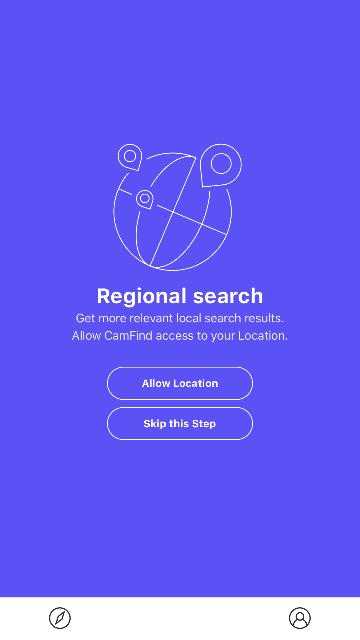 Regional search
Get more relevant local search results.
Allow CamFind access to your Location.
Allow Location
Skip this Step